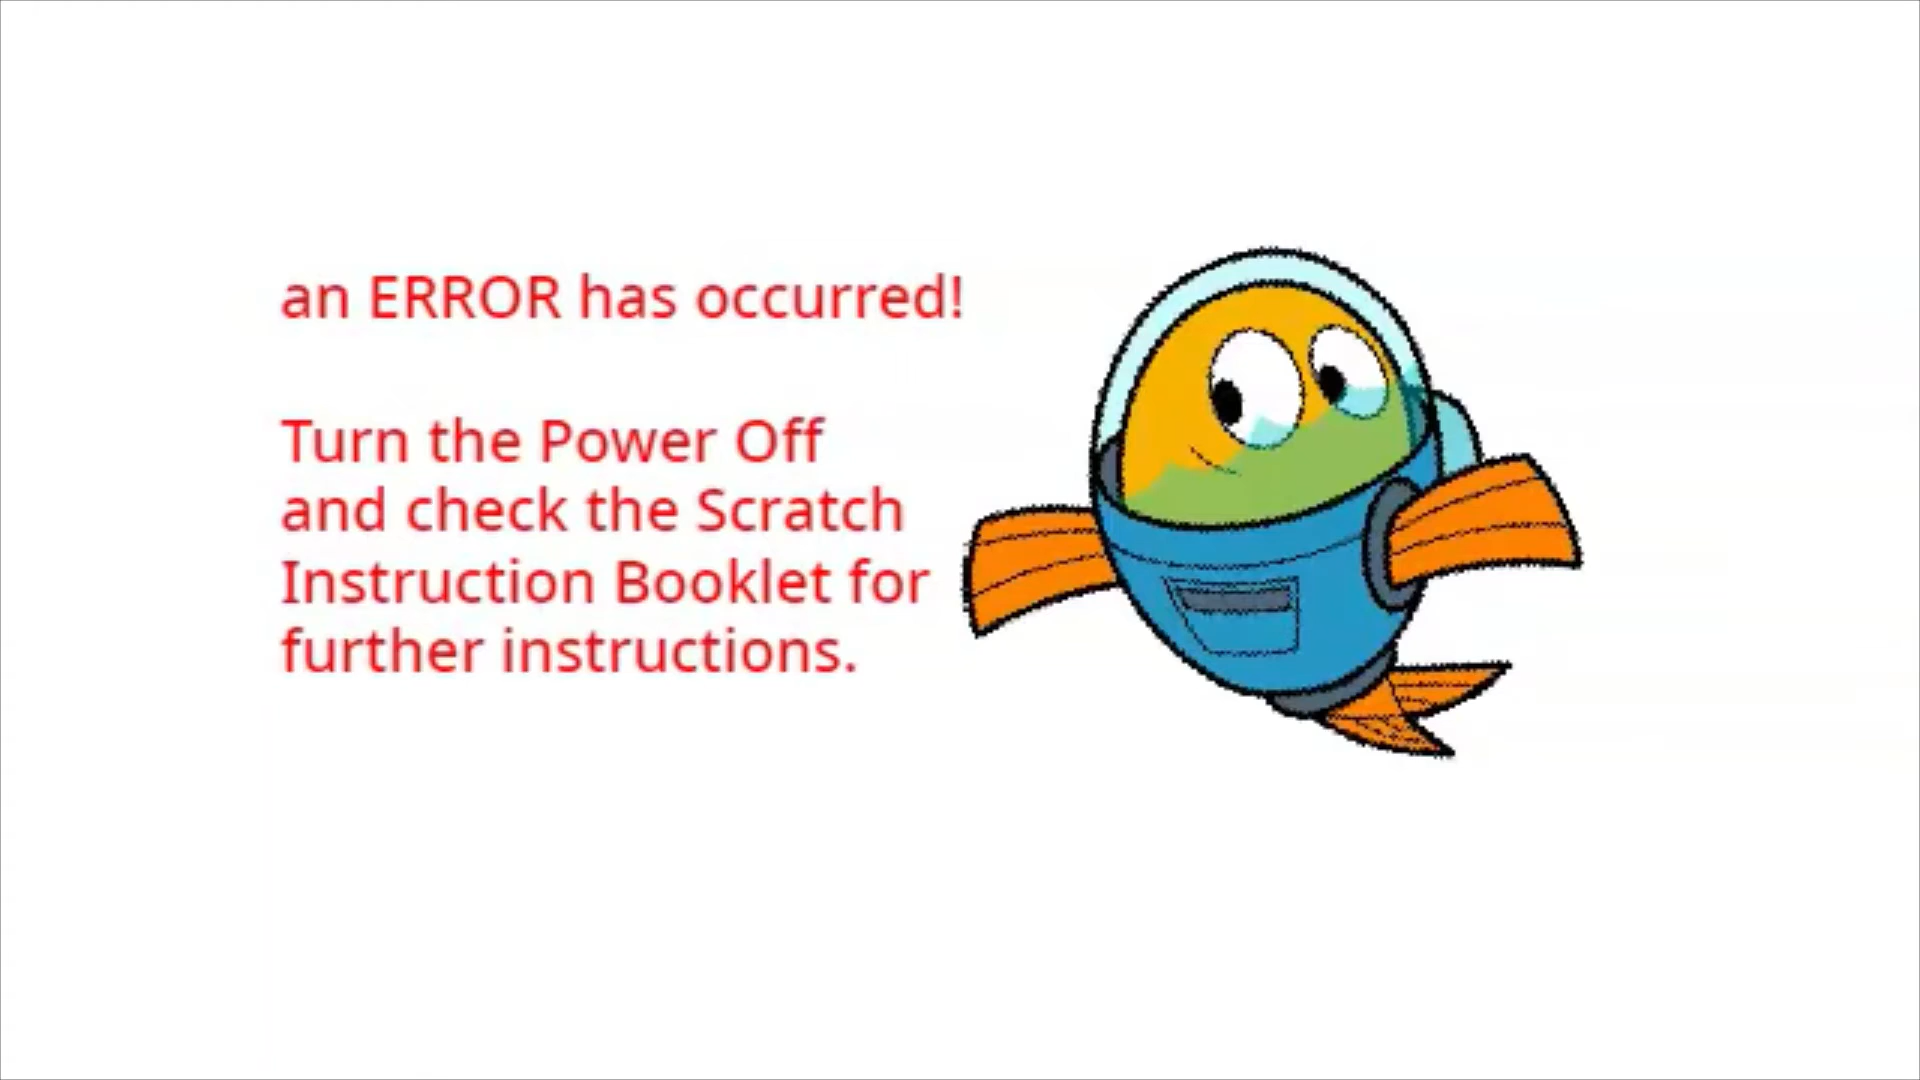 an ERROR has occurred!
Turn the Power Off
and check the Scratch
Instruction Booklet for
further instructions.